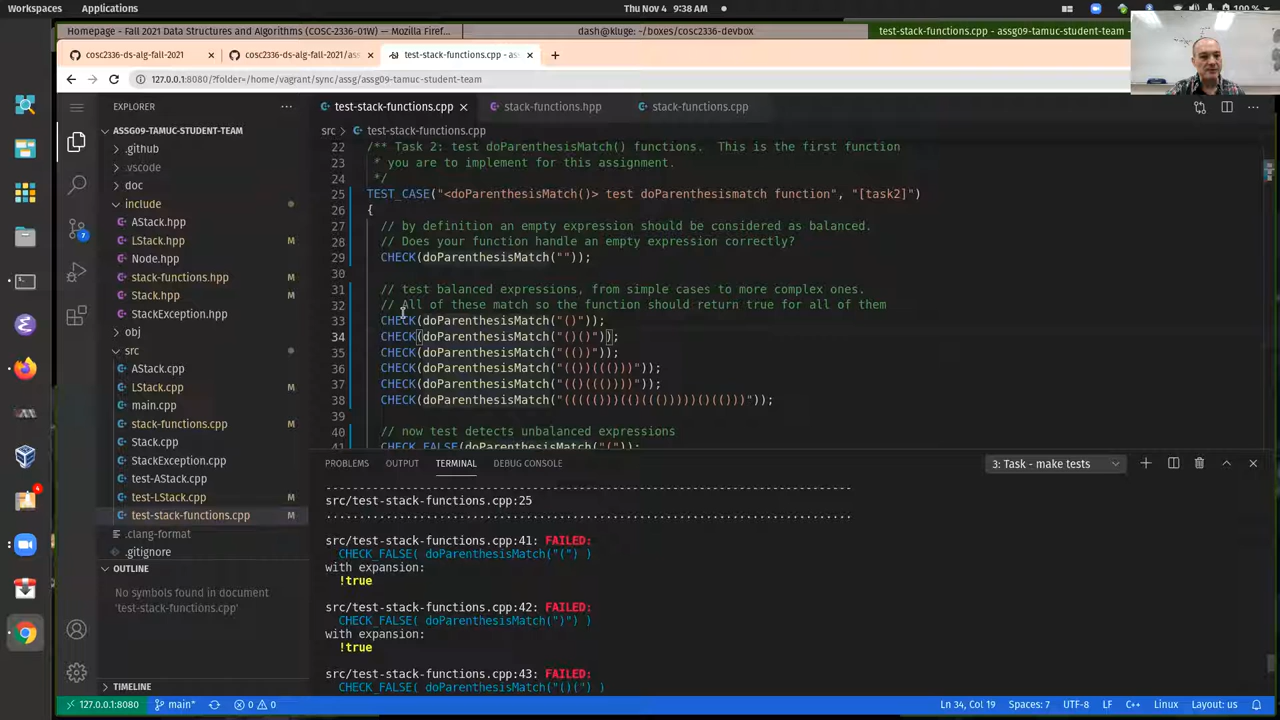 Workspaces
Applications
Thu Nov 4 9:38 AM
100 %
Homepage - Fall 2021 Data Structures and Algorithms (COSC-2336-01W) — Mozilla Firef...
dash@kluge: ~/boxes/cosc2336-devbox
test-stack-functions.cpp - assg09-tamuc-student-team -
cosc2336-ds-alg-fall-2021
cosc2336-ds-alg-fall-2021/ass
test-stack-functions.cpp - ass
127.0.0.1:8080/?folder=/home/vagrant/sync/assg/assg09-tamuc-student-team
EXPLORER
ASSG09-TAMUC-STUDENT-TEAM
.github
.vscode
doc
include
AStack.hpp
LStack.hpp M
Node.hpp
stack-functions.hpp M
Stack.hpp M
StackException.hpp
obj
src
AStack.cpp
LStack.cpp M
main.cpp
stack-functions.cpp M
Stack.cpp
StackException.cpp
test-AStack.cpp
test-LStack.cpp M
test-stack-functions.cpp M
.clang-format
.gitignore
OUTLINE
No symbols found in document
'test-stack-functions.cpp'
TIMELINE
7
4
test-stack-functions.cpp
stack-functions.hpp
stack-functions.cpp
src > test-stack-functions.cpp
22 /** Task 2: test doParenthesisMatch() functions.  This is the first function
23  * you are to implement for this assignment.
24  */
25 TEST_CASE("<doParenthesisMatch()> test doParenthesismatch function", "[task2]")
26 {
27   // by definition an empty expression should be considered as balanced.
28   // Does your function handle an empty expression correctly?
29   CHECK(doParenthesisMatch(""));
30
31   // test balanced expressions, from simple cases to more complex ones.
32   // All of these match so the function should return true for all of them
33   CHECK(doParenthesisMatch("()"));
34   CHECK(doParenthesisMatch("()()"));
35   CHECK(doParenthesisMatch("(())"));
36   CHECK(doParenthesisMatch("(())((()))"));
37   CHECK(doParenthesisMatch("(()((())))"));
38   CHECK(doParenthesisMatch("((((()))(()((()))))()(()))"));
39
40   // now test detects unbalanced expressions
41   CHECK_FALSE(doParenthesisMatch("("));
PROBLEMS
OUTPUT
TERMINAL
DEBUG CONSOLE
3: Task - make tests
src/test-stack-functions.cpp:25
src/test-stack-functions.cpp:41: FAILED:
CHECK_FALSE( doParenthesisMatch("(") )
with expansion:
!true
src/test-stack-functions.cpp:42: FAILED:
CHECK_FALSE( doParenthesisMatch(")") )
with expansion:
!true
src/test-stack-functions.cpp:43: FAILED:
CHECK_FALSE( doParenthesisMatch("()(") )
127.0.0.1:8080
main*
0
0
Ln 34, Col 19
Spaces: 7
UTF-8
LF
C++
Linux
Layout: us